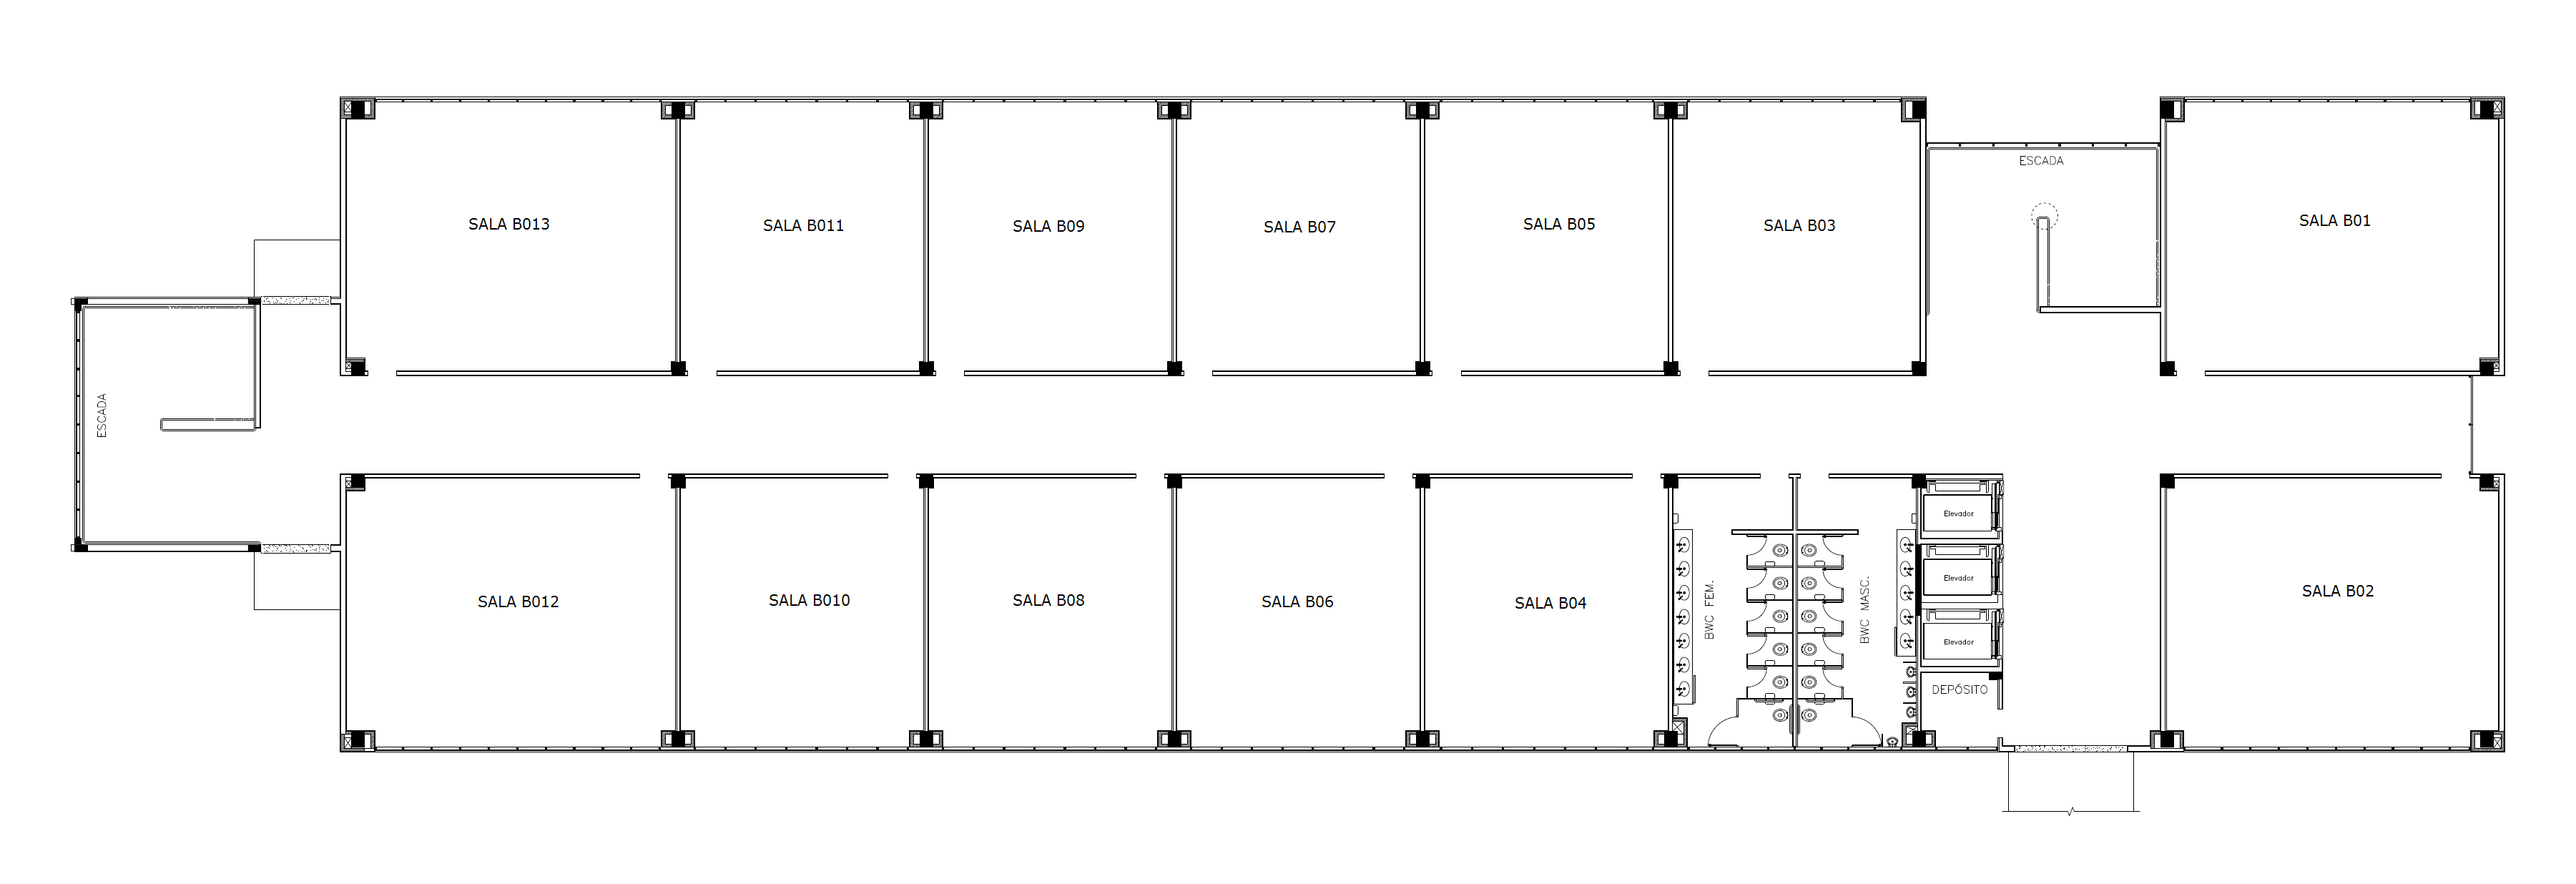 ESCADA
SALA B013
SALA B011
SALA B09
SALA B07
SALA B05
SALA B03
SALA B01
ESCADA
Elevador
Elevador
Elevador
SALA B012
SALA B010
SALA B08
SALA B06
SALA B04
BWC FEM.
BWC MASC.
SALA B02
DEPÓSITO